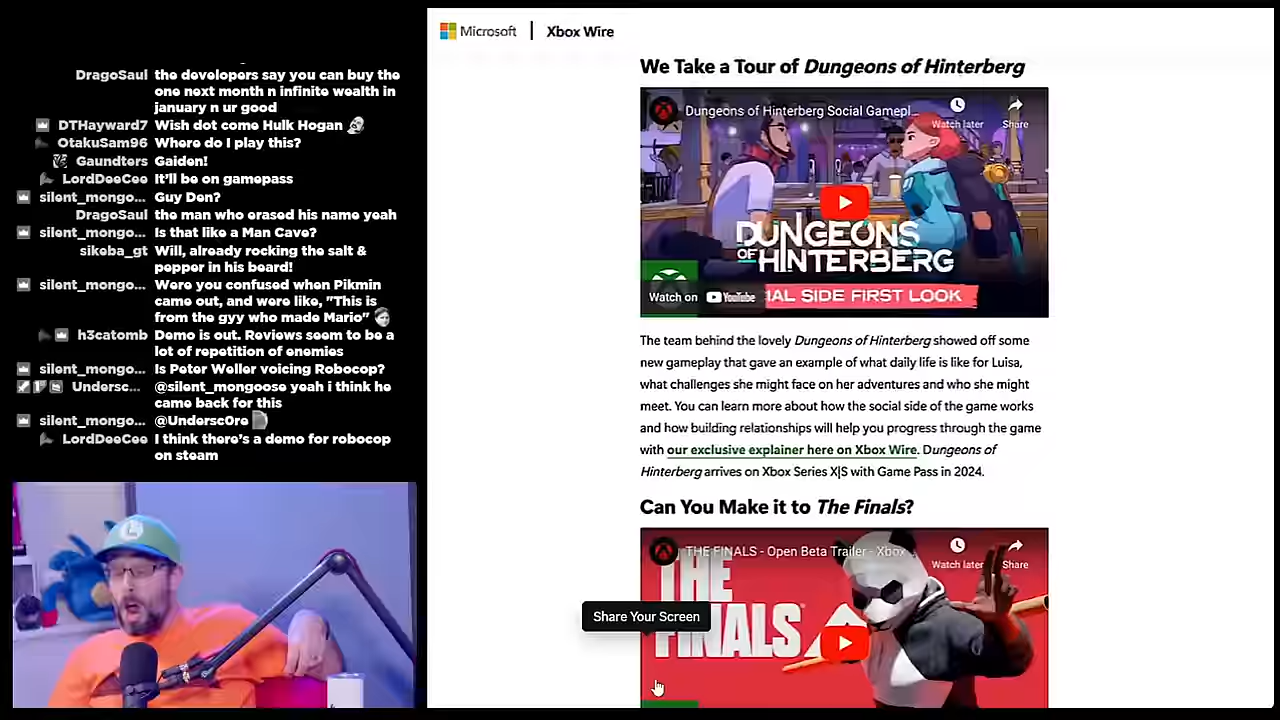 DragoSaul the developers say you can buy the
one next month n infinite wealth in
january n ur good
DTHayward7 Wish dot come Hulk Hogan
OtakuSam96 Where do I play this?
Gaundters Gaiden!
LordDeeCee It'll be on gamepass
silent_mongo... Guy Den?
DragoSaul the man who erased his name yeah
silent_mongo... Is that like a Man Cave?
sikeba_gt Will, already rocking the salt &
pepper in his beard!
silent_mongo... Were you confused when Pikmin
came out, and were like, "This is
from the gyy who made Mario"
h3catomb Demo is out. Reviews seem to be a
lot of repetition of enemies
silent_mongo... Is Peter Weller voicing Robocop?
Undersc... @silent_mongoose yeah i think he
came back for this
silent_mongo... @Undersc0re
LordDeeCee I think there's a demo for robocop
on steam
L
Microsoft | Xbox Wire
We Take a Tour of Dungeons of Hinterberg
Dungeons of Hinterberg Social Gamepl...
Watch later Share
DUNGEONS
OF HINTERBERG
Watch on YouTube
IAL SIDE FIRST LOOK
The team behind the lovely Dungeons of Hinterberg showed off some
new gameplay that gave an example of what daily life is like for Luisa,
what challenges she might face on her adventures and who she might
meet. You can learn more about how the social side of the game works
and how building relationships will help you progress through the game
with our exclusive explainer here on Xbox Wire. Dungeons of
Hinterberg arrives on Xbox Series X|S with Game Pass in 2024.
Can You Make it to The Finals?
THE FINALS - Open Beta Trailer - Xbox ...
Watch later Share
THE
FINALS
Share Your Screen